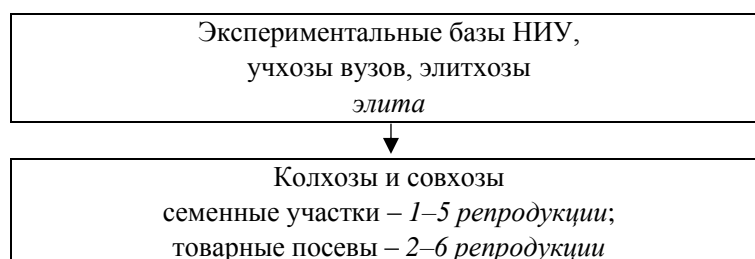 Экспериментальные базы НИУ,
учхозы вузов, элитхозы
элита
Колхозы и совхозы
семенные участки – 1–5 репродукции;
товарные посевы – 2–6 репродукции